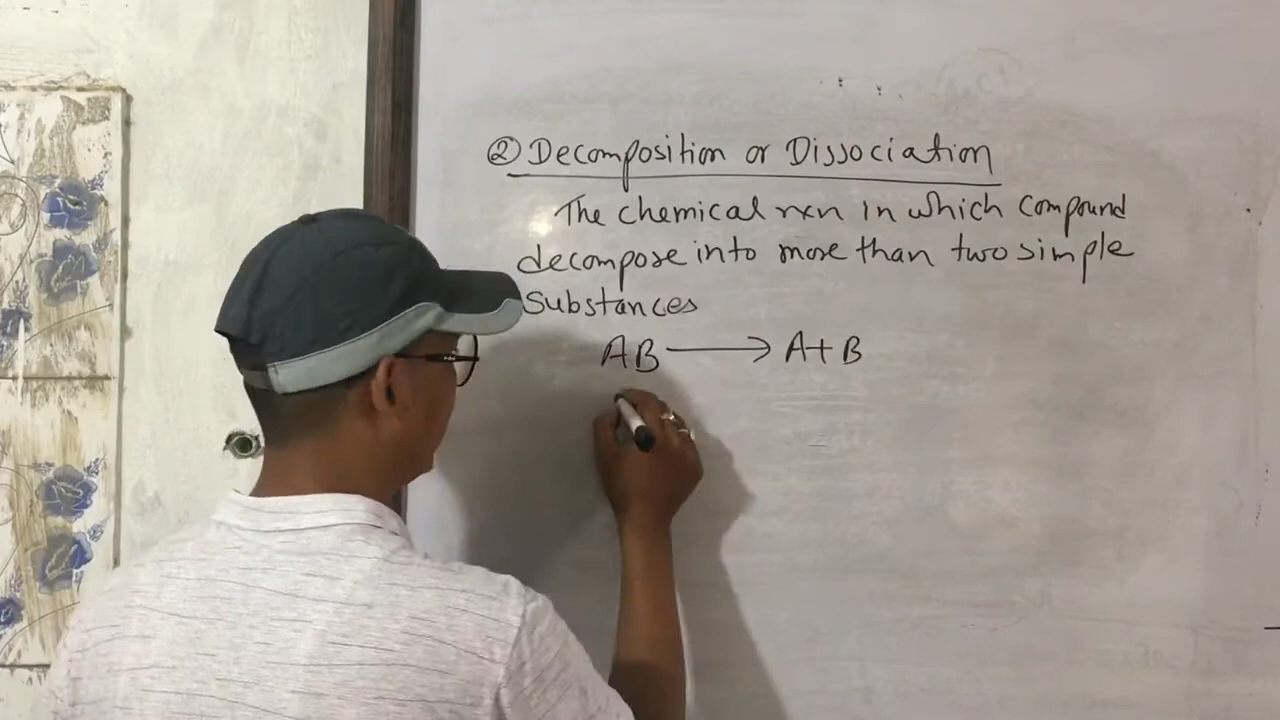 ② Decomposition or Dissociation
The chemical rxn in which compound
decompose into more than two simple
substances
AB → A+B